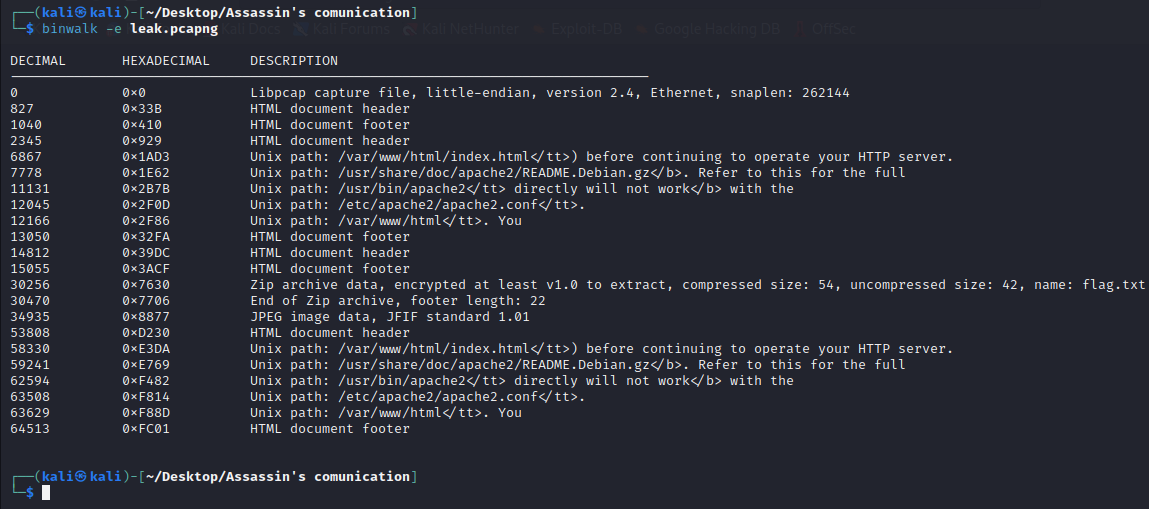 ┌──(kali㉿kali)-[~/Desktop/Assassin's comunication]
└─$ binwalk -e leak.pcapng
Kali Docs Kali Forums Kali NetHunter Exploit-DB Google Hacking DB OffSec
DECIMAL HEXADECIMAL DESCRIPTION
--------------------------------------------------------------------------------
0 0x0 Libpcap capture file, little-endian, version 2.4, Ethernet, snaplen: 262144
827 0x33B HTML document header
1040 0x410 HTML document footer
2345 0x929 HTML document header
6867 0x1AD3 Unix path: /var/www/html/index.html</tt>) before continuing to operate your HTTP server.
7778 0x1E62 Unix path: /usr/share/doc/apache2/README.Debian.gz</b>. Refer to this for the full
11131 0x2B7B Unix path: /usr/bin/apache2</tt> directly will not work</b> with the
12045 0x2F0D Unix path: /etc/apache2/apache2.conf</tt>.
12166 0x2F86 Unix path: /var/www/html</tt>. You
13050 0x32FA HTML document footer
14812 0x39DC HTML document header
15055 0x3ACF HTML document footer
30256 0x7630 Zip archive data, encrypted at least v1.0 to extract, compressed size: 54, uncompressed size: 42, name: flag.txt
30470 0x7706 End of Zip archive, footer length: 22
34935 0x8877 JPEG image data, JFIF standard 1.01
53808 0xD230 HTML document header
58330 0xE3DA Unix path: /var/www/html/index.html</tt>) before continuing to operate your HTTP server.
59241 0xE769 Unix path: /usr/share/doc/apache2/README.Debian.gz</b>. Refer to this for the full
62594 0xF482 Unix path: /usr/bin/apache2</tt> directly will not work</b> with the
63508 0xF814 Unix path: /etc/apache2/apache2.conf</tt>.
63629 0xF88D Unix path: /var/www/html</tt>. You
64513 0xFC01 HTML document footer
┌──(kali㉿kali)-[~/Desktop/Assassin's comunication]
└─$